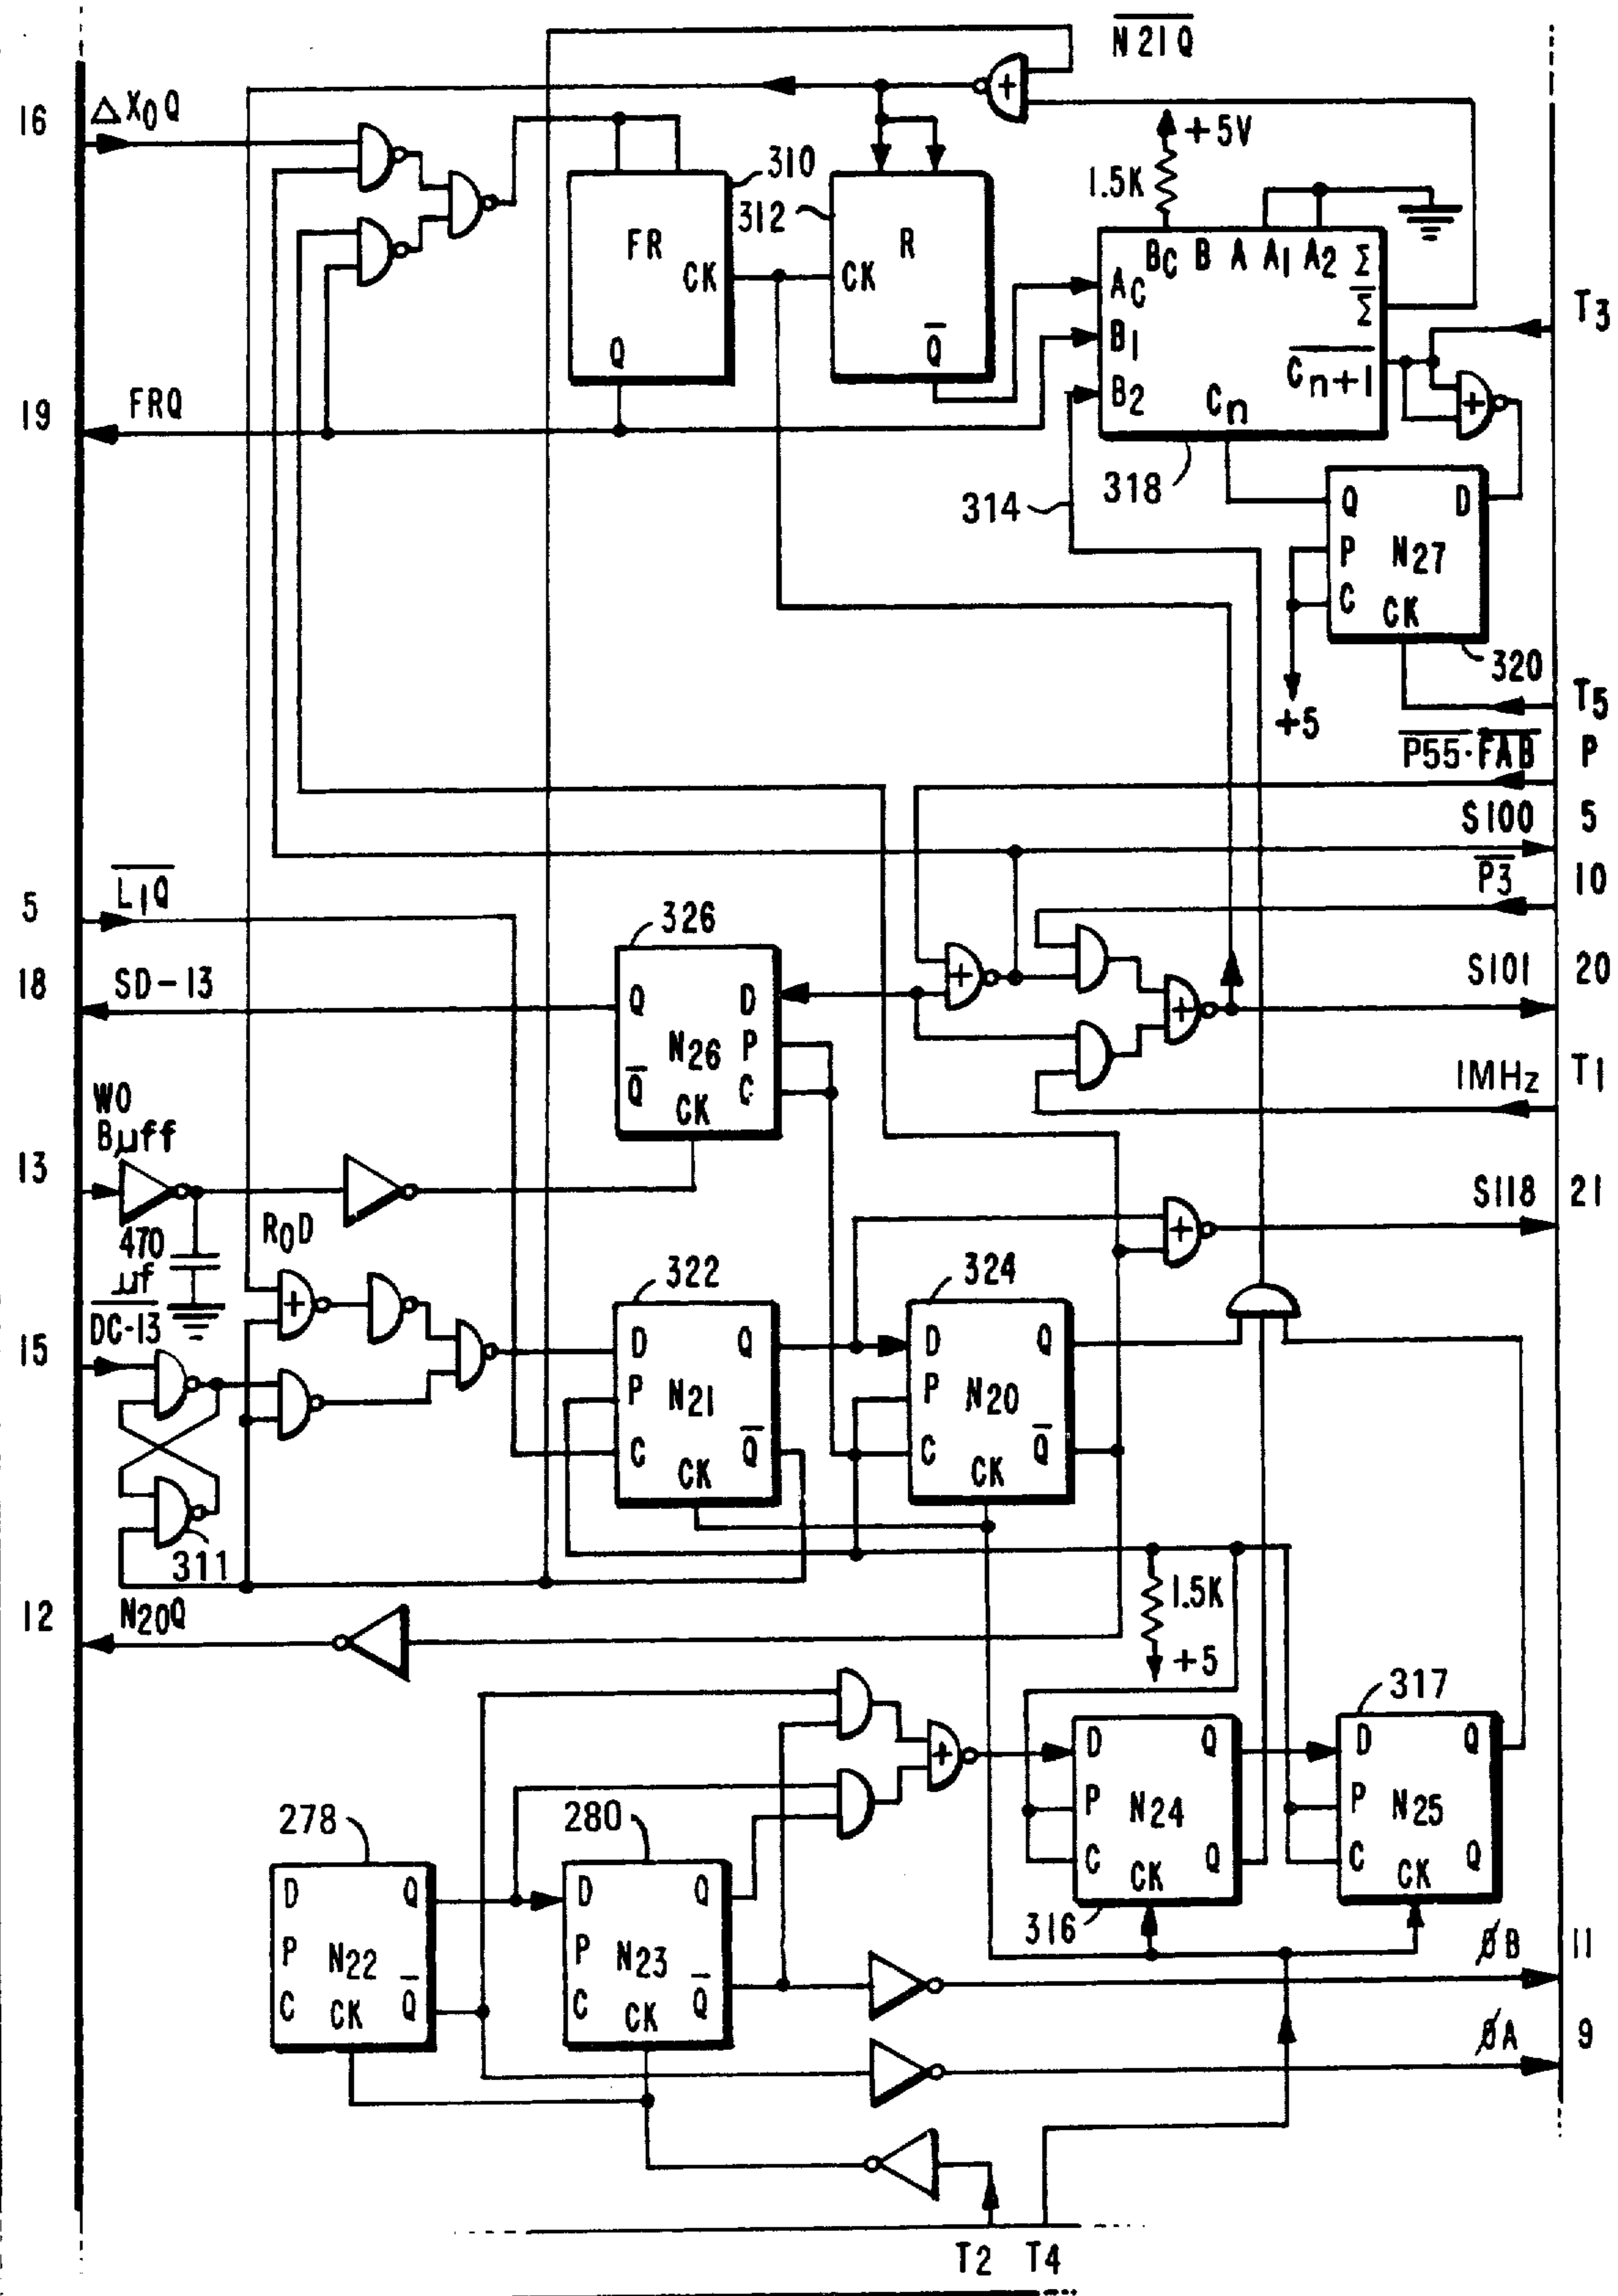 N21Q
16 ΔX0Q
+
+5V
1.5K
310
312
FR
CK
Q
R
CK
Q
BC B A A1 A2 Σ
Σ
AC
B1
B2
Cn+1
Cn
T3
+
19 FRQ
314
318
Q D
P N27
C CK
320
+5
T5
P55·FAB P
S100 5
P3 10
5 L1Q
326
18 SD-13
Q D
N26 P
Q CK C
+
+
S101 20
1MHz T1
W0
Buff
13
470
μf
R0D
+
DC-13
15
322
D Q
P N21
C CK Q
324
D Q
P N20
C CK Q
+
S118 21
311
12 N20Q
1.5K
+5
+
317
D Q
P N24
C CK Q
316
D Q
P N25
C CK Q
278
D Q
P N22
C CK Q
280
D Q
P N23
C CK Q
ØB 11
ØA 9
T2 T4